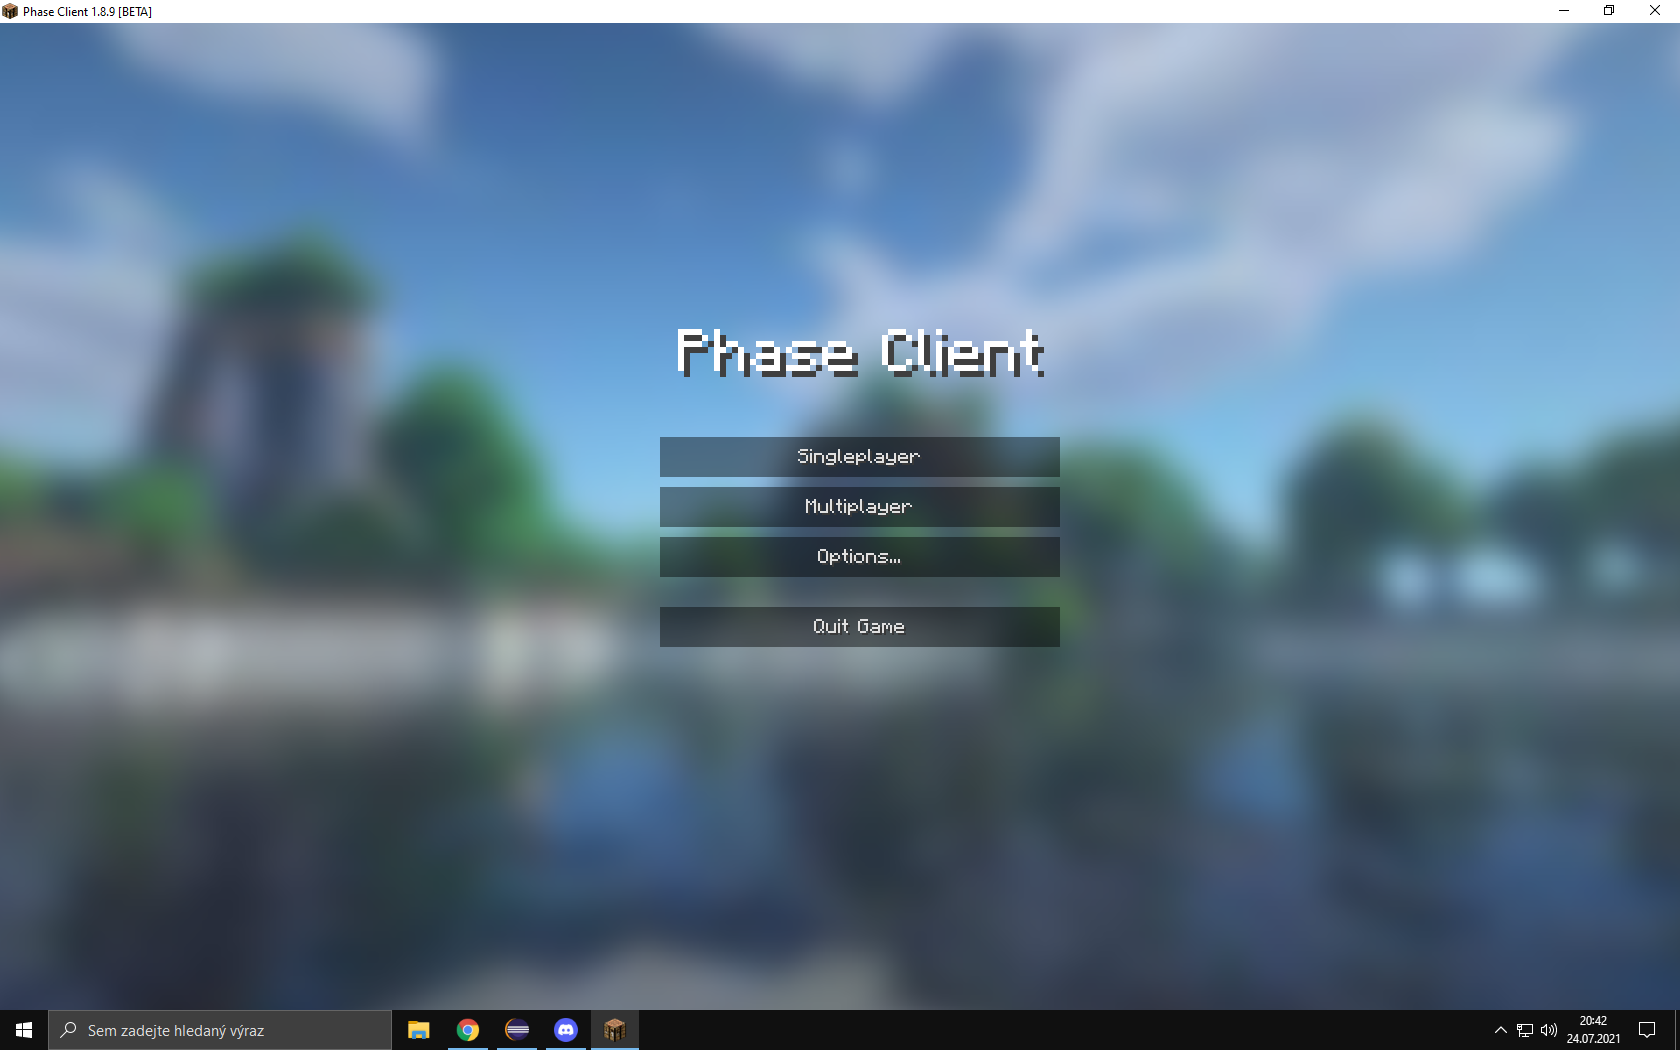 Phase Client 1.8.9 [BETA]
Phase Client
Singleplayer
Multiplayer
Options...
Quit Game
Sem zadejte hledaný výraz
20:42
24.07.2021